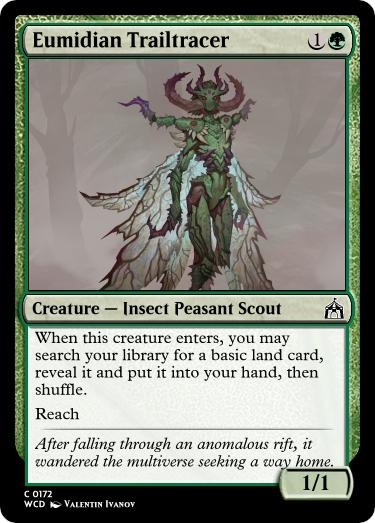 Eumidian Trailtracer 1
Creature — Insect Peasant Scout
When this creature enters, you may
search your library for a basic land card,
reveal it and put it into your hand, then
shuffle.
Reach
After falling through an anomalous rift, it
wandered the multiverse seeking a way home.
1/1
C 0172
WCD Valentin Ivanov